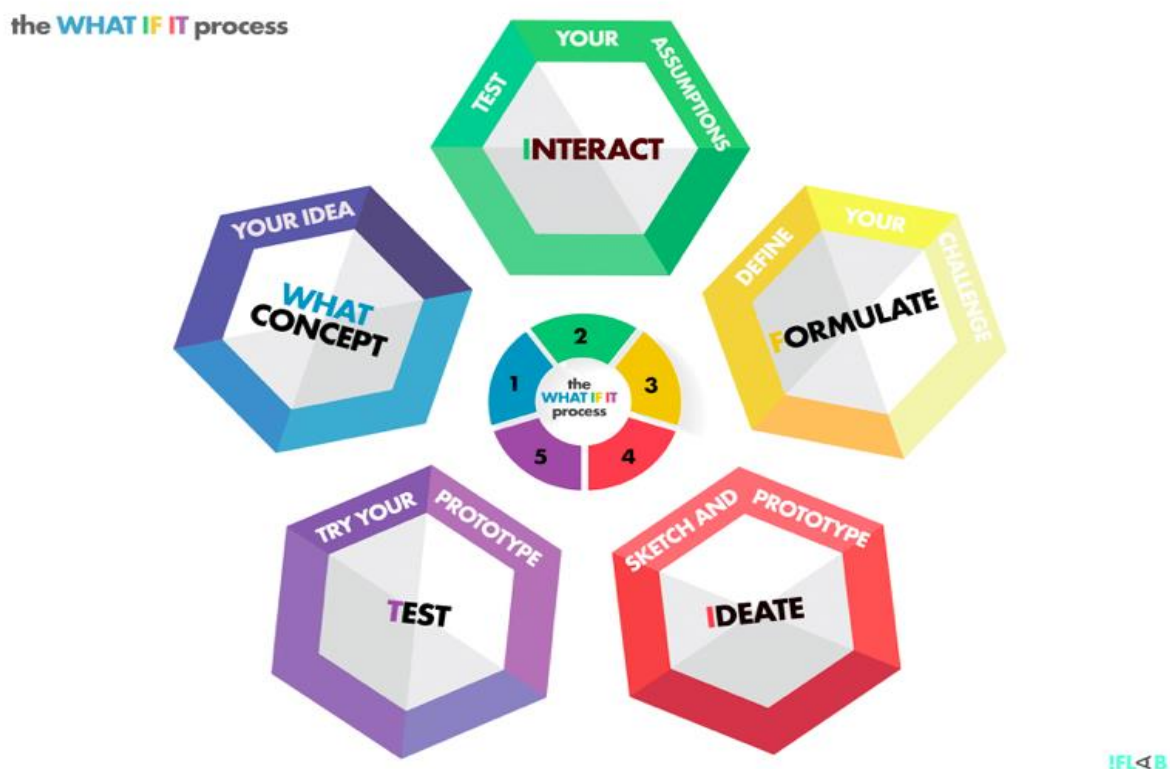 the WHAT IF IT process
TEST YOUR ASSUMPTIONS
INTERACT
YOUR IDEA
WHAT
CONCEPT
DEFINE YOUR CHALLENGE
FORMULATE
1
2
3
4
5
the
WHAT IF IT
process
TRY YOUR PROTOTYPE
TEST
SKETCH AND PROTOTYPE
IDEATE
!FLAB